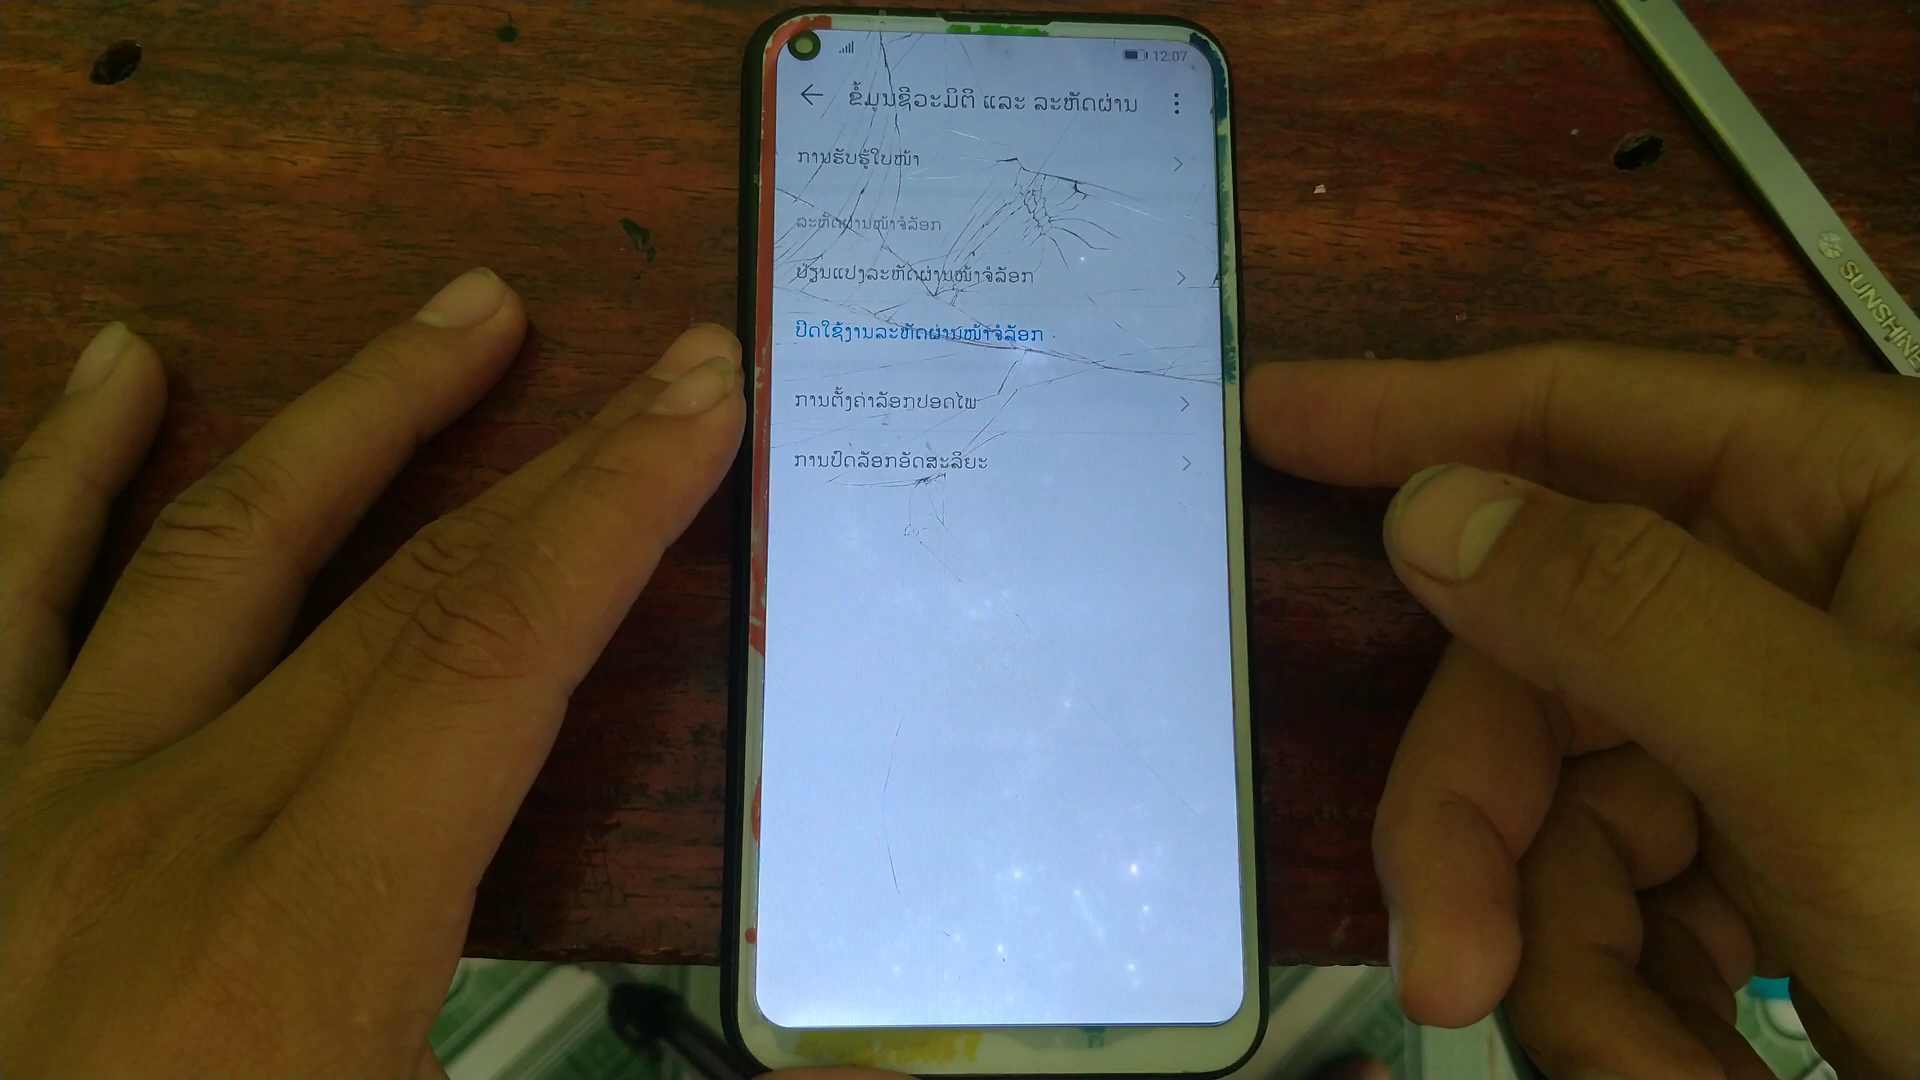 12:07
ຂໍ້ມູນຊີວະມິຕິ ແລະ ລະຫັດຜ່ານ
ການຮັບຮູ້ໃບໜ້າ
ລະຫັດຜ່ານໜ້າຈໍລັອກ
ປ່ຽນແປງລະຫັດຜ່ານໜ້າຈໍລັອກ
ປິດໃຊ້ງານລະຫັດຜ່ານໜ້າຈໍລັອກ
ການຕັ້ງຄ່າລັອກປອດໄພ
ການປົດລັອກອັດສະລິຍະ
SUNSHINE